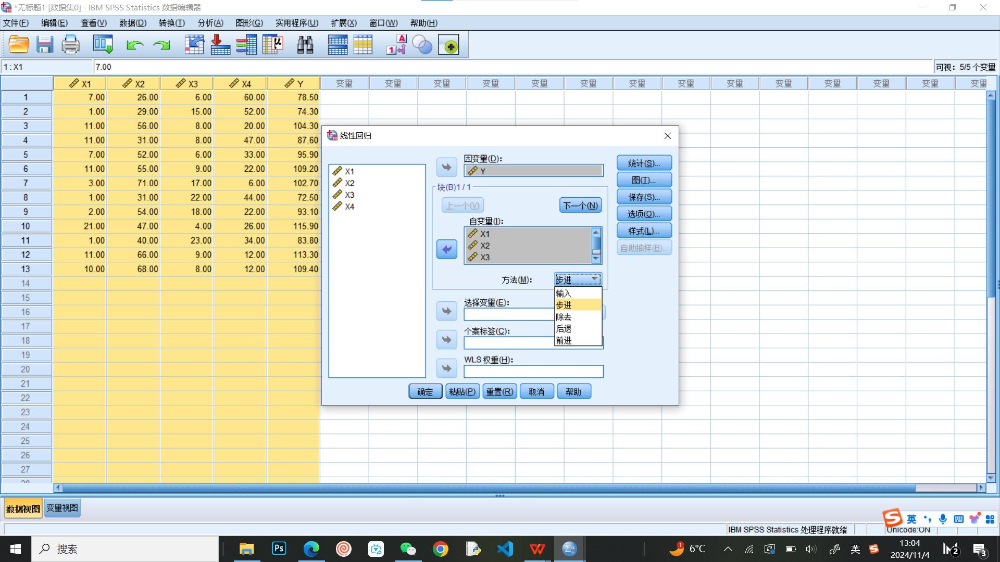 *无标题1 [数据集0] - IBM SPSS Statistics 数据编辑器
文件(F) 编辑(E) 查看(V) 数据(D) 转换(T) 分析(A) 图形(G) 实用程序(U) 扩展(X) 窗口(W) 帮助(H)
1 : X1 7.00 可视: 5/5 个变量
X1 X2 X3 X4 Y 变量 变量 变量 变量 变量 变量 变量 变量 变量 变量 变量 变量 变量 变量
1 7.00 26.00 6.00 60.00 78.50
2 1.00 29.00 15.00 52.00 74.30
3 11.00 56.00 8.00 20.00 104.30
4 11.00 31.00 8.00 47.00 87.60
5 7.00 52.00 6.00 33.00 95.90
6 11.00 55.00 9.00 22.00 109.20
7 3.00 71.00 17.00 6.00 102.70
8 1.00 31.00 22.00 44.00 72.50
9 2.00 54.00 18.00 22.00 93.10
10 21.00 47.00 4.00 26.00 115.90
11 1.00 40.00 23.00 34.00 83.80
12 11.00 66.00 9.00 12.00 113.30
13 10.00 68.00 8.00 12.00 109.40
14
15
16
17
18
19
20
21
22
23
24
25
26
27
28
线性回归
X1
X2
X3
X4
因变量(D):
Y
块(B)1 / 1
上一个(V) 下一个(N)
自变量(I):
X1
X2
X3
方法(M): 步进
输入
步进
除去
后退
前进
选择变量(E):
个案标签(C):
WLS 权重(H):
统计(S)...
图(T)...
保存(S)...
选项(O)...
样式(L)...
自助抽样(B)...
确定 粘贴(P) 重置(R) 取消 帮助
数据视图 变量视图
英
IBM SPSS Statistics 处理程序就绪 Unicode:ON
搜索
Ps
1 6°C
英
13:04
2024/11/4
2
3